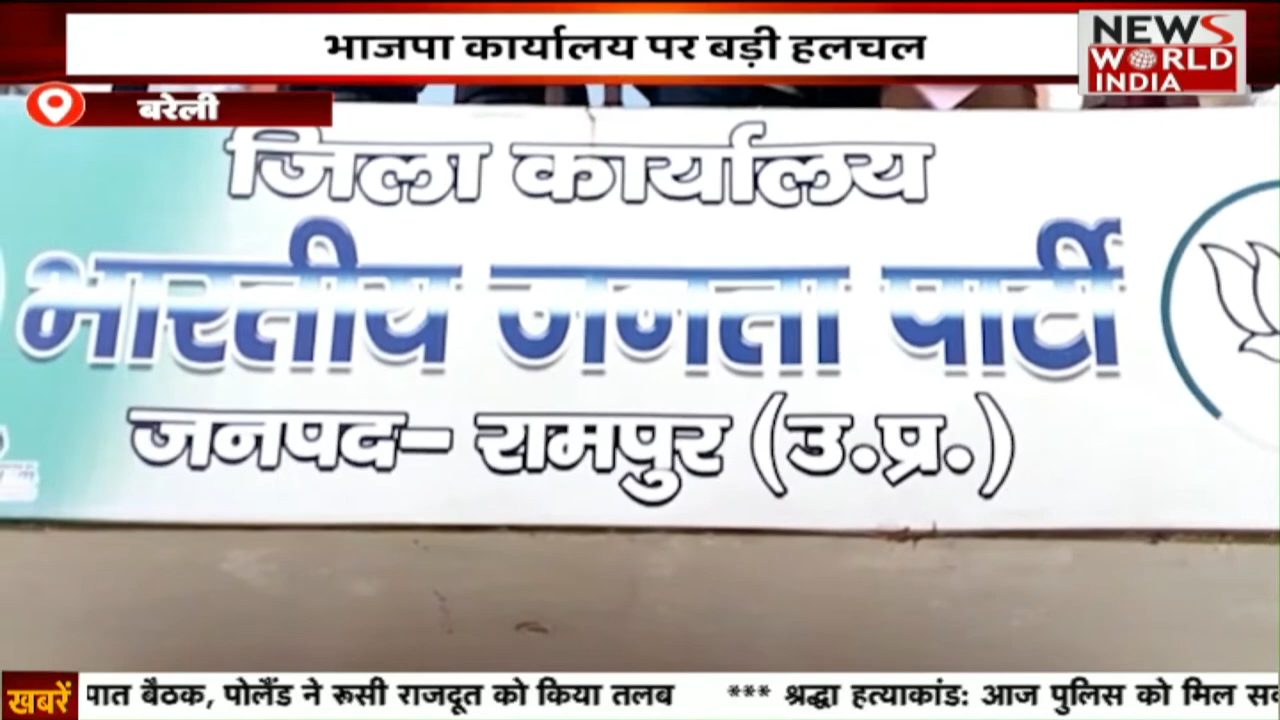 भाजपा कार्यालय पर बड़ी हलचल
NEWS
WORLD
INDIA
बरेली
जिला कार्यालय
भारतीय जनता पार्टी
जनपद- रामपुर (उ.प्र.)
खबरें
पात बैठक, पोलैंड ने रूसी राजदूत को किया तलब *** श्रद्धा हत्याकांड: आज पुलिस को मिल